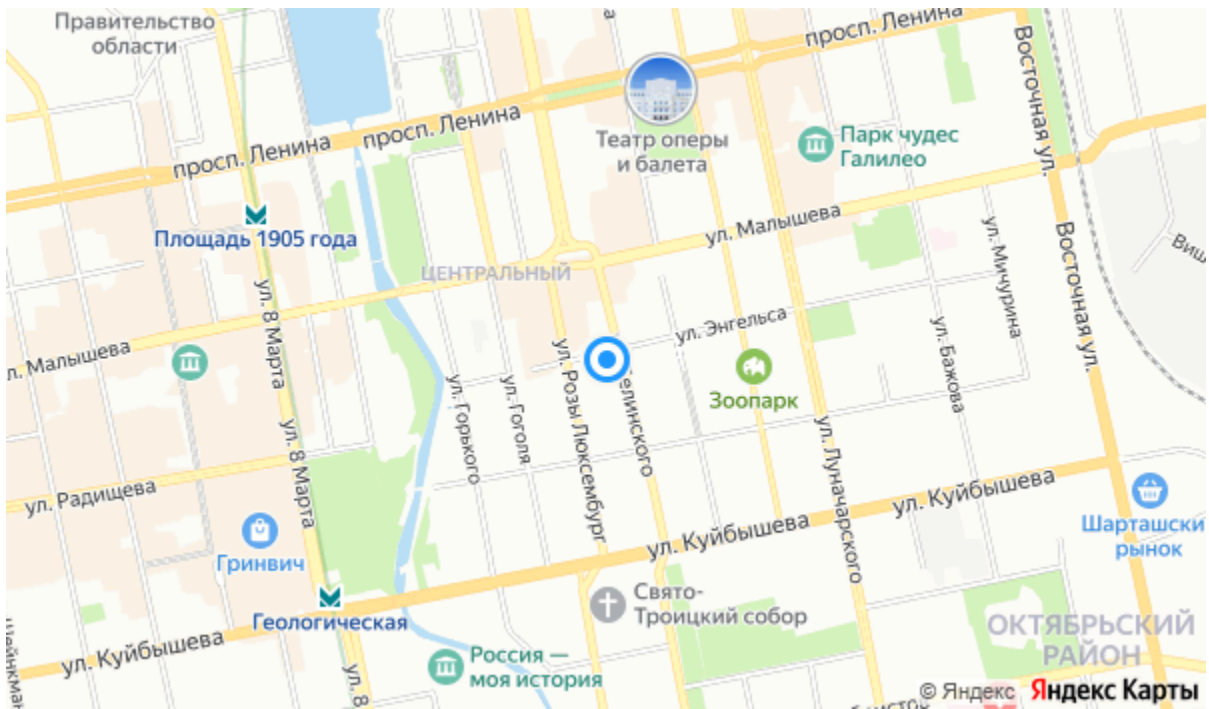 Правительство
области
просп. Ленина
Восточная ул.
просп. Ленина
просп. Ленина
Театр оперы
и балета
Парк чудес
Галилео
Площадь 1905 года
ул. Малышева
ул. Мичурина
Восточная ул.
ЦЕНТРАЛЬНЫЙ
ул. 8 Марта
ул. Энгельса
ул. Бажова
ул. Розы Люксембург
л. Малышева
елинского
Зоопарк
ул. Горького
ул. Гоголя
ул. 8 Марта
ул. Луначарского
ул. Радищева
ул. Куйбышева
ул. Куйбышева
Гринвич
Шарташски
рынок
Свято-
Троицкий собор
Геологическая
ул. Куйбышева
ОКТЯБРЬСКИЙ
РАЙОН
Россия —
моя история
ул. 8
© Яндекс Яндекс Карты